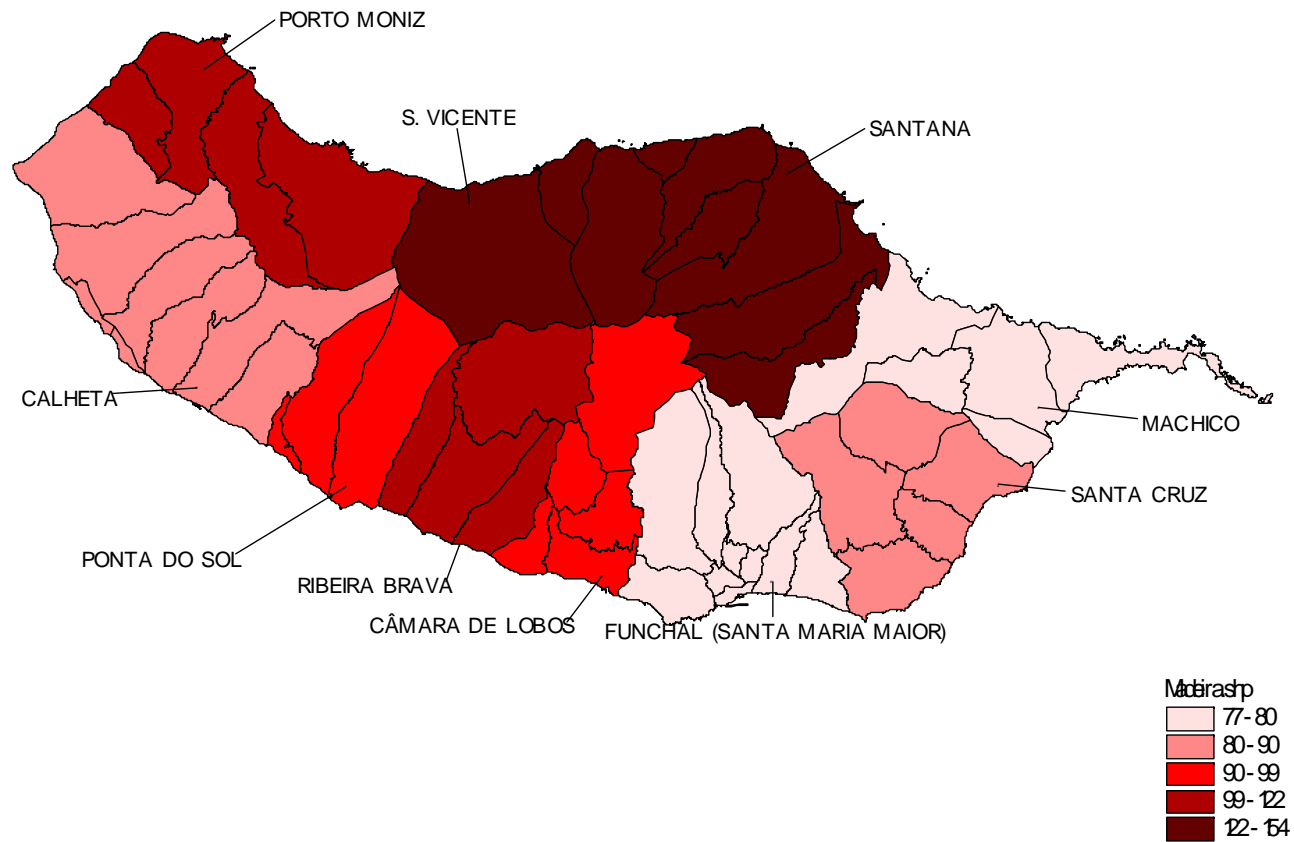 PORTO MONIZ
S. VICENTE
SANTANA
CALHETA
MACHICO
SANTA CRUZ
PONTA DO SOL
RIBEIRA BRAVA
CÂMARA DE LOBOS
FUNCHAL (SANTA MARIA MAIOR)
Madeira.shp
77 - 80
80 - 90
90 - 99
99 - 122
122 - 154